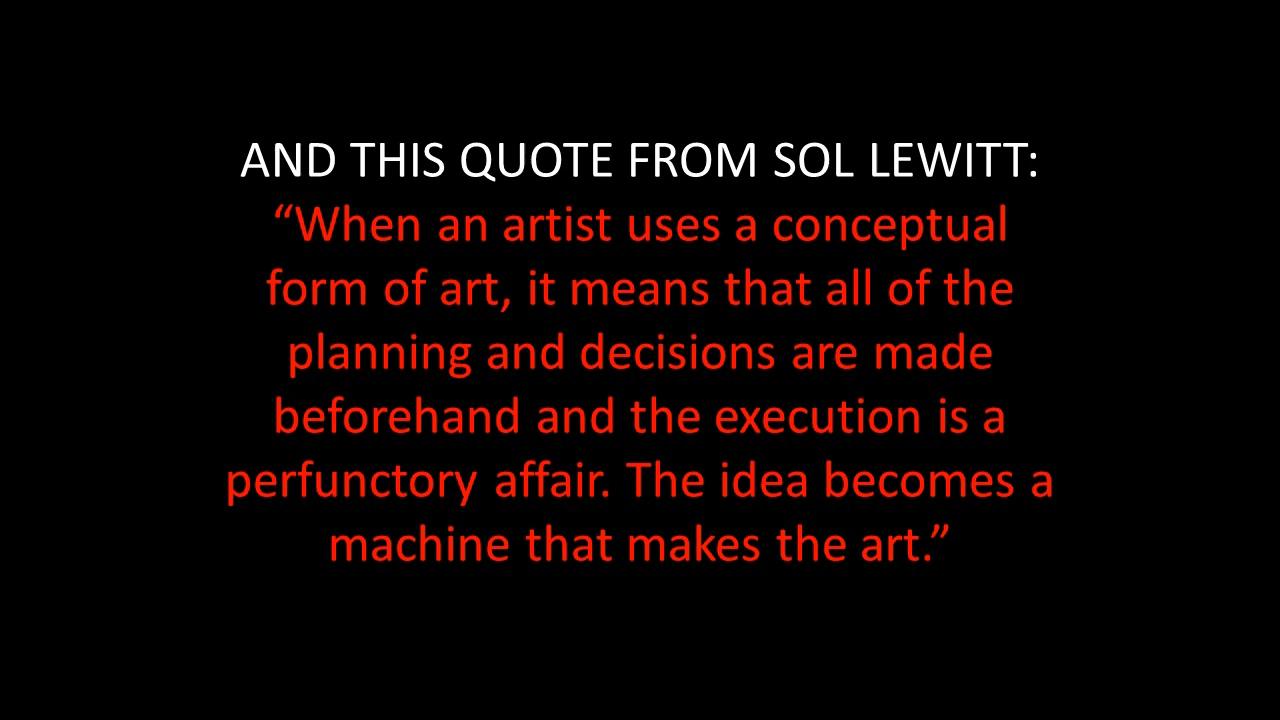 AND THIS QUOTE FROM SOL LEWITT:
“When an artist uses a conceptual
form of art, it means that all of the
planning and decisions are made
beforehand and the execution is a
perfunctory affair. The idea becomes a
machine that makes the art.”